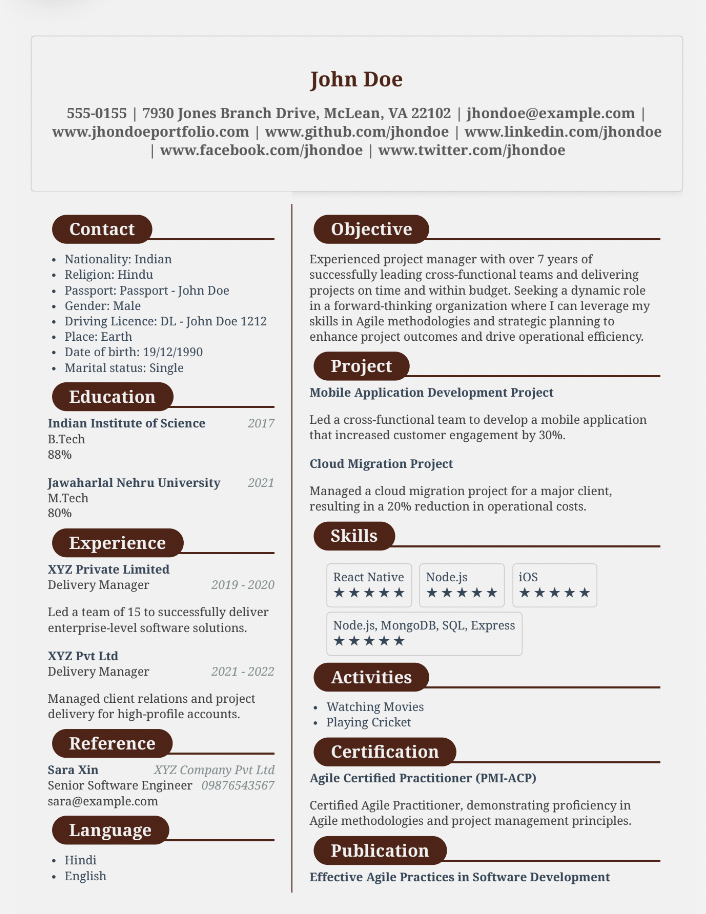 John Doe
555-0155 | 7930 Jones Branch Drive, McLean, VA 22102 | jhondoe@example.com |
www.jhondoeportfolio.com | www.github.com/jhondoe | www.linkedin.com/jhondoe
| www.facebook.com/jhondoe | www.twitter.com/jhondoe
Contact
• Nationality: Indian
• Religion: Hindu
• Passport: Passport - John Doe
• Gender: Male
• Driving Licence: DL - John Doe 1212
• Place: Earth
• Date of birth: 19/12/1990
• Marital status: Single
Education
Indian Institute of Science 2017
B.Tech
88%
Jawaharlal Nehru University 2021
M.Tech
80%
Experience
XYZ Private Limited
Delivery Manager 2019 - 2020
Led a team of 15 to successfully deliver
enterprise-level software solutions.
XYZ Pvt Ltd
Delivery Manager 2021 - 2022
Managed client relations and project
delivery for high-profile accounts.
Reference
Sara Xin XYZ Company Pvt Ltd
Senior Software Engineer 09876543567
sara@example.com
Language
• Hindi
• English
Objective
Experienced project manager with over 7 years of
successfully leading cross-functional teams and delivering
projects on time and within budget. Seeking a dynamic role
in a forward-thinking organization where I can leverage my
skills in Agile methodologies and strategic planning to
enhance project outcomes and drive operational efficiency.
Project
Mobile Application Development Project
Led a cross-functional team to develop a mobile application
that increased customer engagement by 30%.
Cloud Migration Project
Managed a cloud migration project for a major client,
resulting in a 20% reduction in operational costs.
Skills
React Native Node.js iOS
★★★★★ ★★★★★ ★★★★★
Node.js, MongoDB, SQL, Express
★★★★★
Activities
• Watching Movies
• Playing Cricket
Certification
Agile Certified Practitioner (PMI-ACP)
Certified Agile Practitioner, demonstrating proficiency in
Agile methodologies and project management principles.
Publication
Effective Agile Practices in Software Development